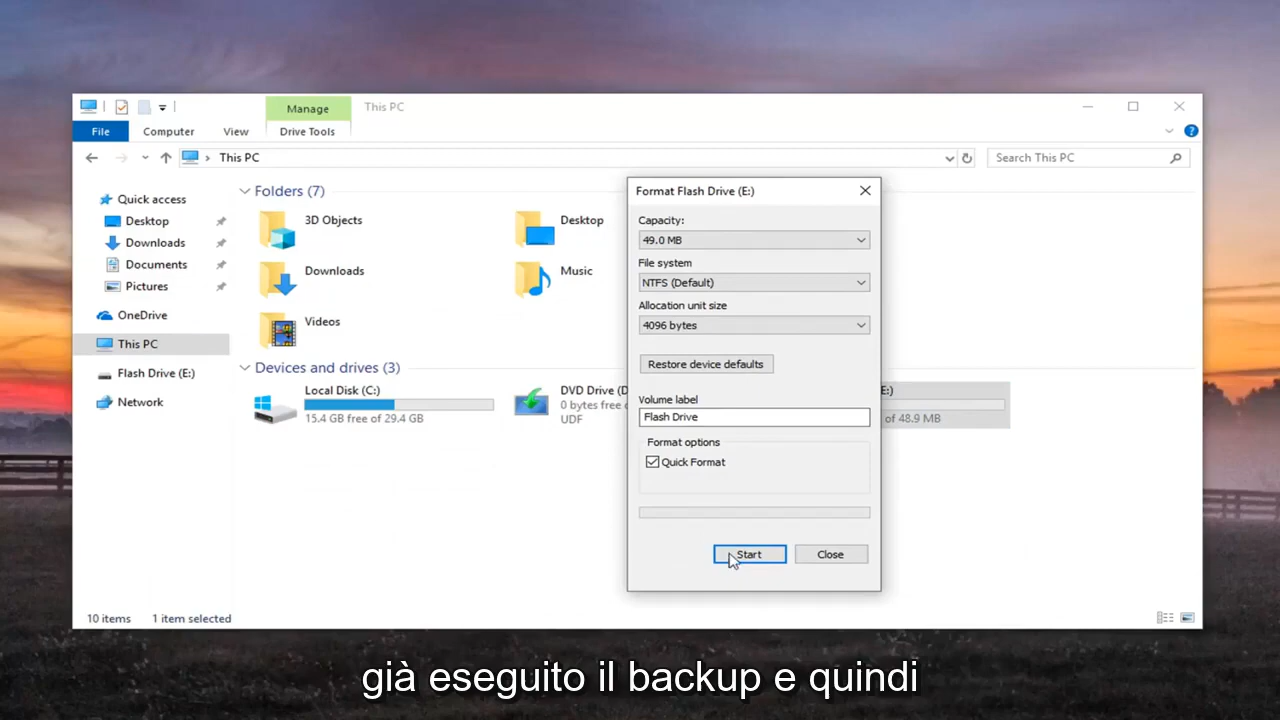 Manage
This PC
File
Computer
View
Drive Tools
This PC
Search This PC
Quick access
Desktop
Downloads
Documents
Pictures
OneDrive
This PC
Flash Drive (E:)
Network
Folders (7)
3D Objects
Desktop
Downloads
Music
Videos
Devices and drives (3)
Local Disk (C:)
15.4 GB free of 29.4 GB
DVD Drive (D
0 bytes free
UDF
E:)
of 48.9 MB
Format Flash Drive (E:)
Capacity:
49.0 MB
File system
NTFS (Default)
Allocation unit size
4096 bytes
Restore device defaults
Volume label
Flash Drive
Format options
Quick Format
Start
Close
10 items
1 item selected
già eseguito il backup e quindi